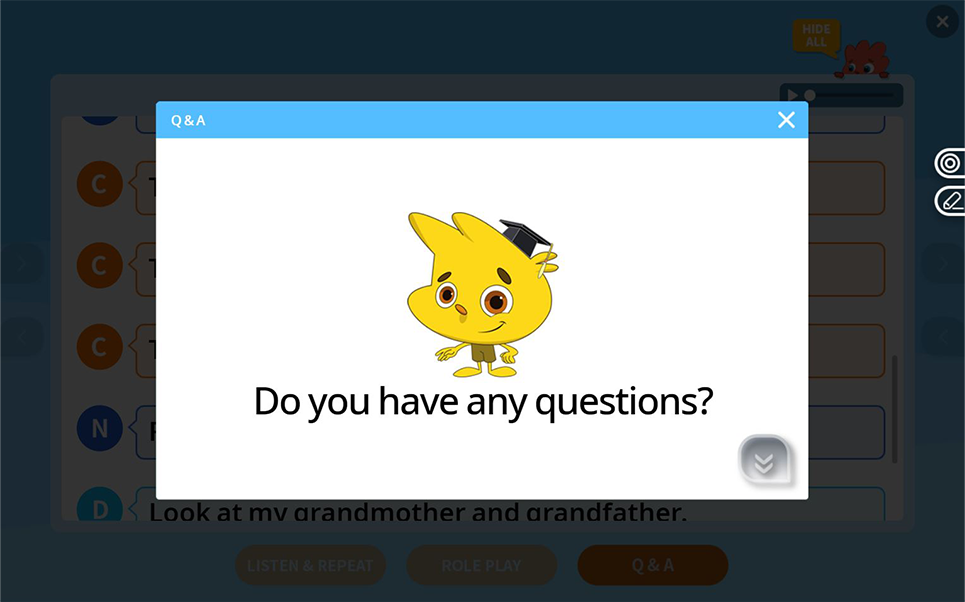 HIDE
ALL
Q&A
C
C
C
Do you have any questions?
N
D
Look at my grandmother and grandfather.
LISTEN & REPEAT
ROLE PLAY
Q & A